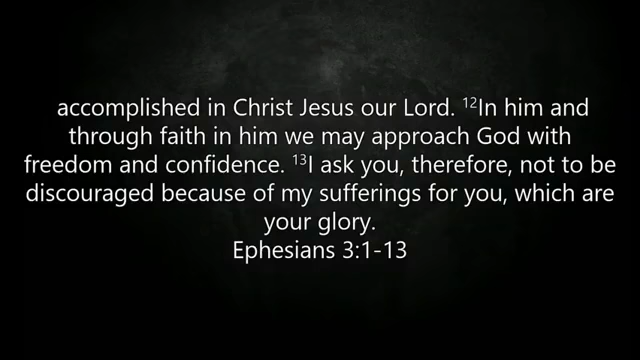 accomplished in Christ Jesus our Lord. ¹²In him and
through faith in him we may approach God with
freedom and confidence. ¹³I ask you, therefore, not to be
discouraged because of my sufferings for you, which are
your glory.
Ephesians 3:1-13